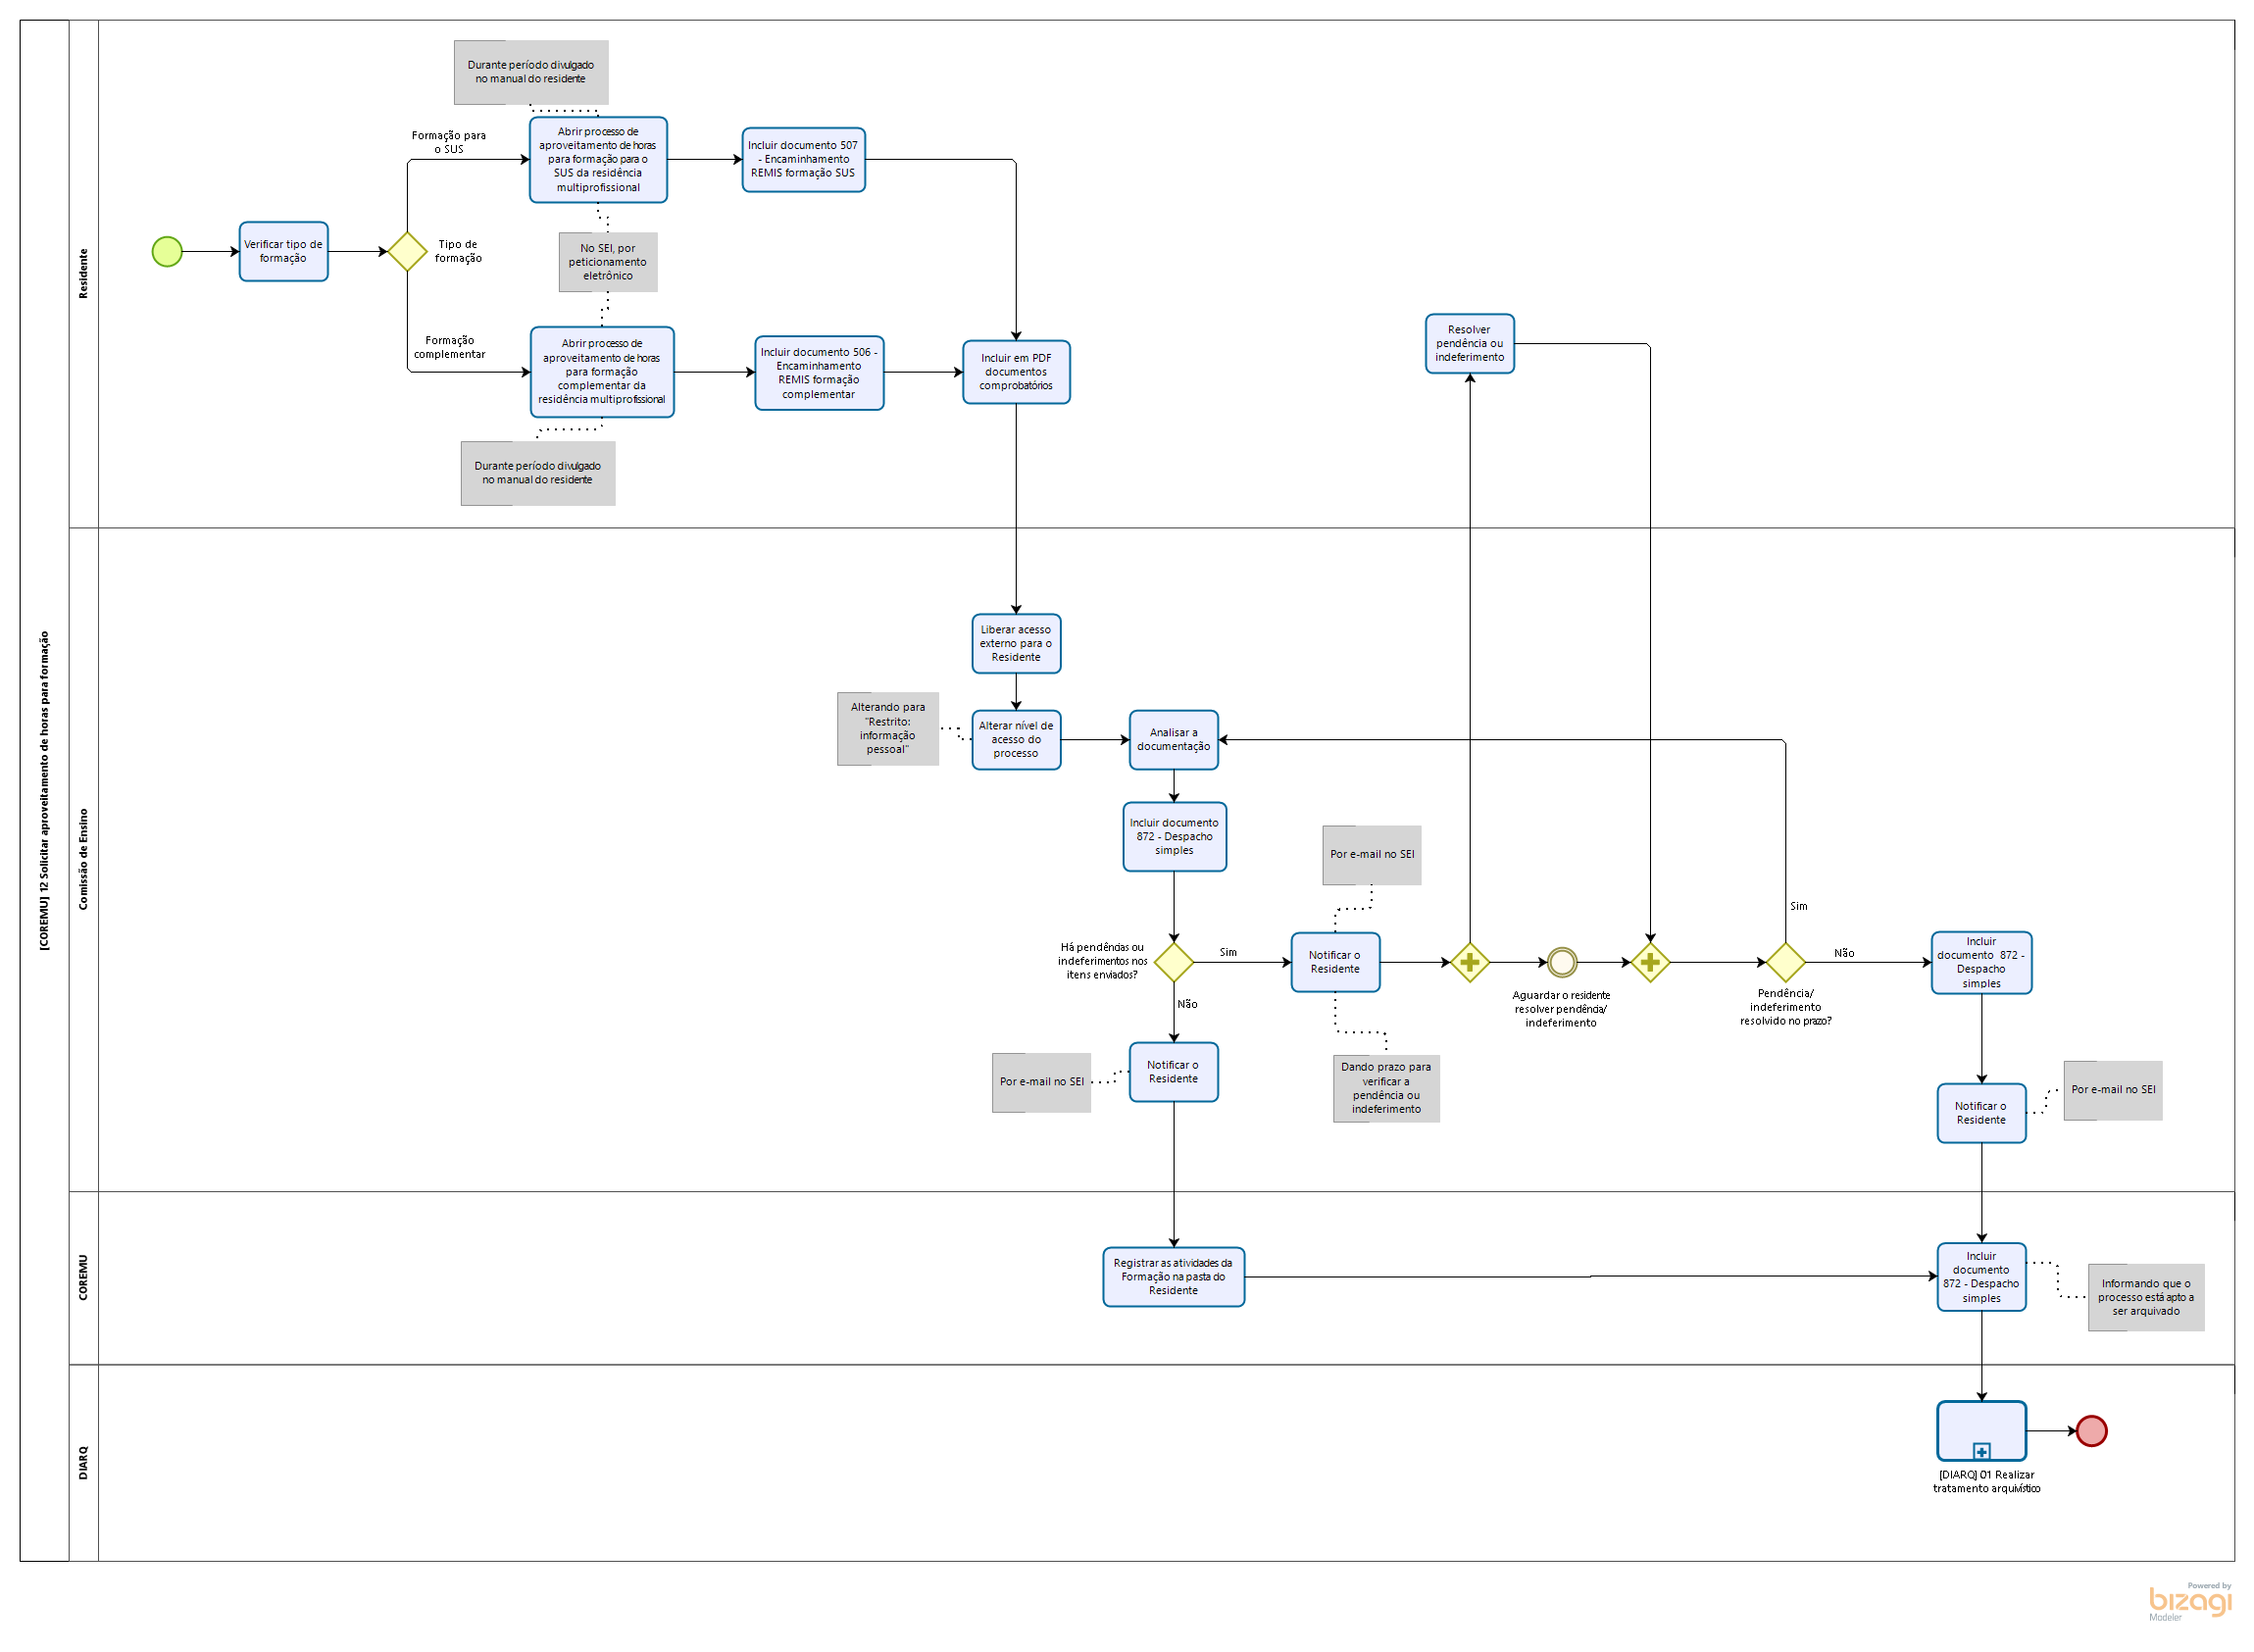 [COREMU] 12 Solicitar aproveitamento de horas para formação
Residente
Durante período divulgado
no manual do residente
Formação para
o SUS
Abrir processo de
aproveitamento de horas
para formação para o
SUS da residência
multiprofissional
Incluir documento 507
- Encaminhamento
REMIS formação SUS
Verificar tipo de
formação
Tipo de
formação
No SEI, por
peticionamento
eletrônico
Formação
complementar
Abrir processo de
aproveitamento de horas
para formação
complementar da
residência multiprofissional
Incluir documento 506 -
Encaminhamento
REMIS formação
complementar
Incluir em PDF
documentos
comprobatórios
Resolver
pendência ou
indeferimento
Durante período divulgado
no manual do residente
Comissão de Ensino
Liberar acesso
externo para o
Residente
Alterando para
"Restrito:
informação
pessoal"
Alterar nível de
acesso do
processo
Analisar a
documentação
Incluir documento
872 - Despacho
simples
Por e-mail no SEI
Há pendências ou
indeferimentos nos
itens enviados?
Sim
Notificar o
Residente
Aguardar o residente
resolver pendência/
indeferimento
Sim
Pendência/
indeferimento
resolvido no prazo?
Não
Incluir
documento  872 -
Despacho
simples
Não
Por e-mail no SEI
Notificar o
Residente
Dando prazo para
verificar a
pendência ou
indeferimento
Notificar o
Residente
Por e-mail no SEI
COREMU
Registrar as atividades da
Formação na pasta do
Residente
Incluir
documento
872 - Despacho
simples
Informando que o
processo está apto a
ser arquivado
DIARQ
[DIARQ] 01 Realizar
tratamento arquivístico
Powered by
bizagi
Modeler